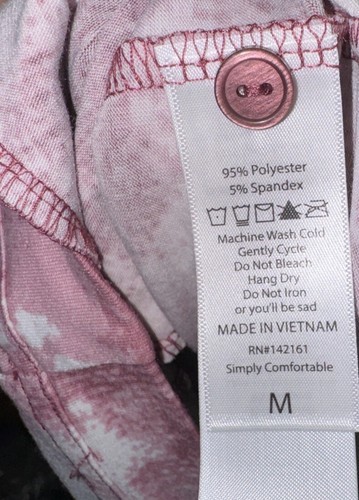 95% Polyester
5% Spandex
Machine Wash Cold
Gently Cycle
Do Not Bleach
Hang Dry
Do Not Iron
or you'll be sad
MADE IN VIETNAM
RN#142161
Simply Comfortable
M